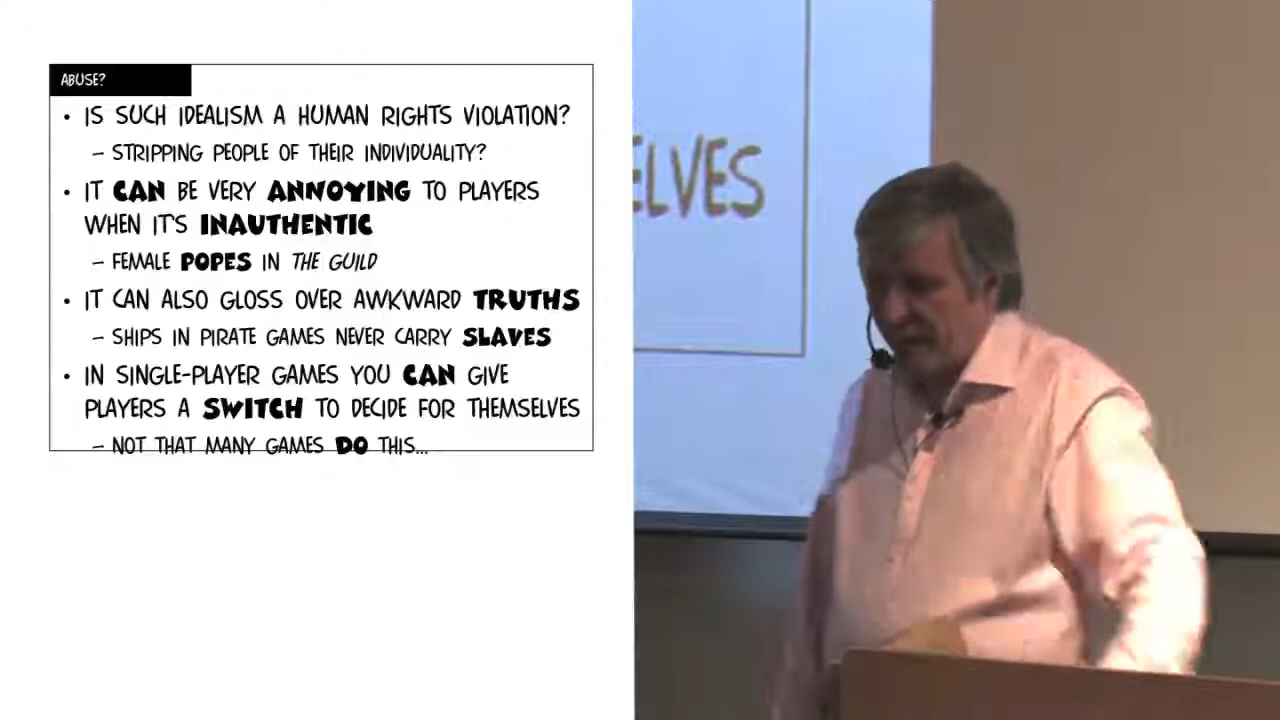 ABUSE?
• IS SUCH IDEALISM A HUMAN RIGHTS VIOLATION?
– STRIPPING PEOPLE OF THEIR INDIVIDUALITY?
• IT CAN BE VERY ANNOYING TO PLAYERS
WHEN IT'S INAUTHENTIC
– FEMALE POPES IN THE GUILD
• IT CAN ALSO GLOSS OVER AWKWARD TRUTHS
– SHIPS IN PIRATE GAMES NEVER CARRY SLAVES
• IN SINGLE-PLAYER GAMES YOU CAN GIVE
PLAYERS A SWITCH TO DECIDE FOR THEMSELVES
– NOT THAT MANY GAMES DO THIS...
ELVES